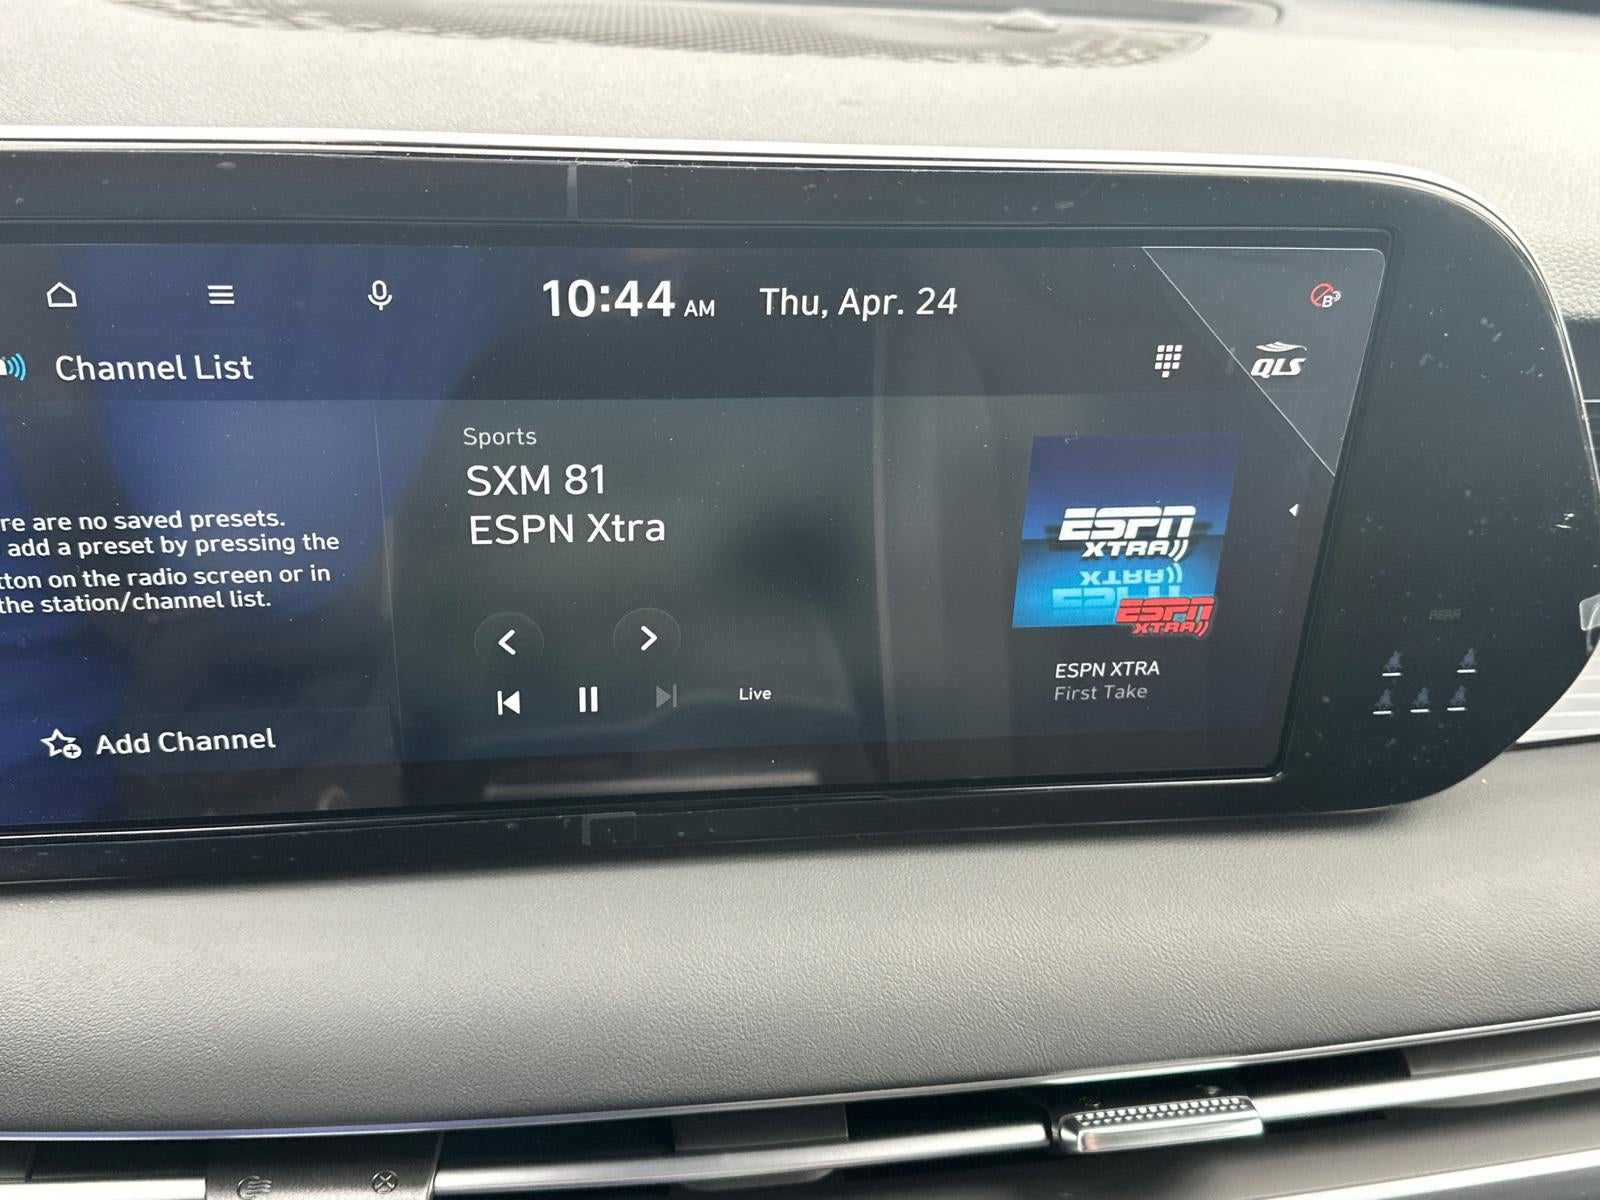 10:44 AM Thu, Apr. 24
Channel List
QLS
Sports
SXM 81
ESPN Xtra
re are no saved presets.
add a preset by pressing the
tton on the radio screen or in
the station/channel list.
Add Channel
Live
ESPN
XTRA
ESPN
XTRA
ESPN XTRA
First Take
REAR